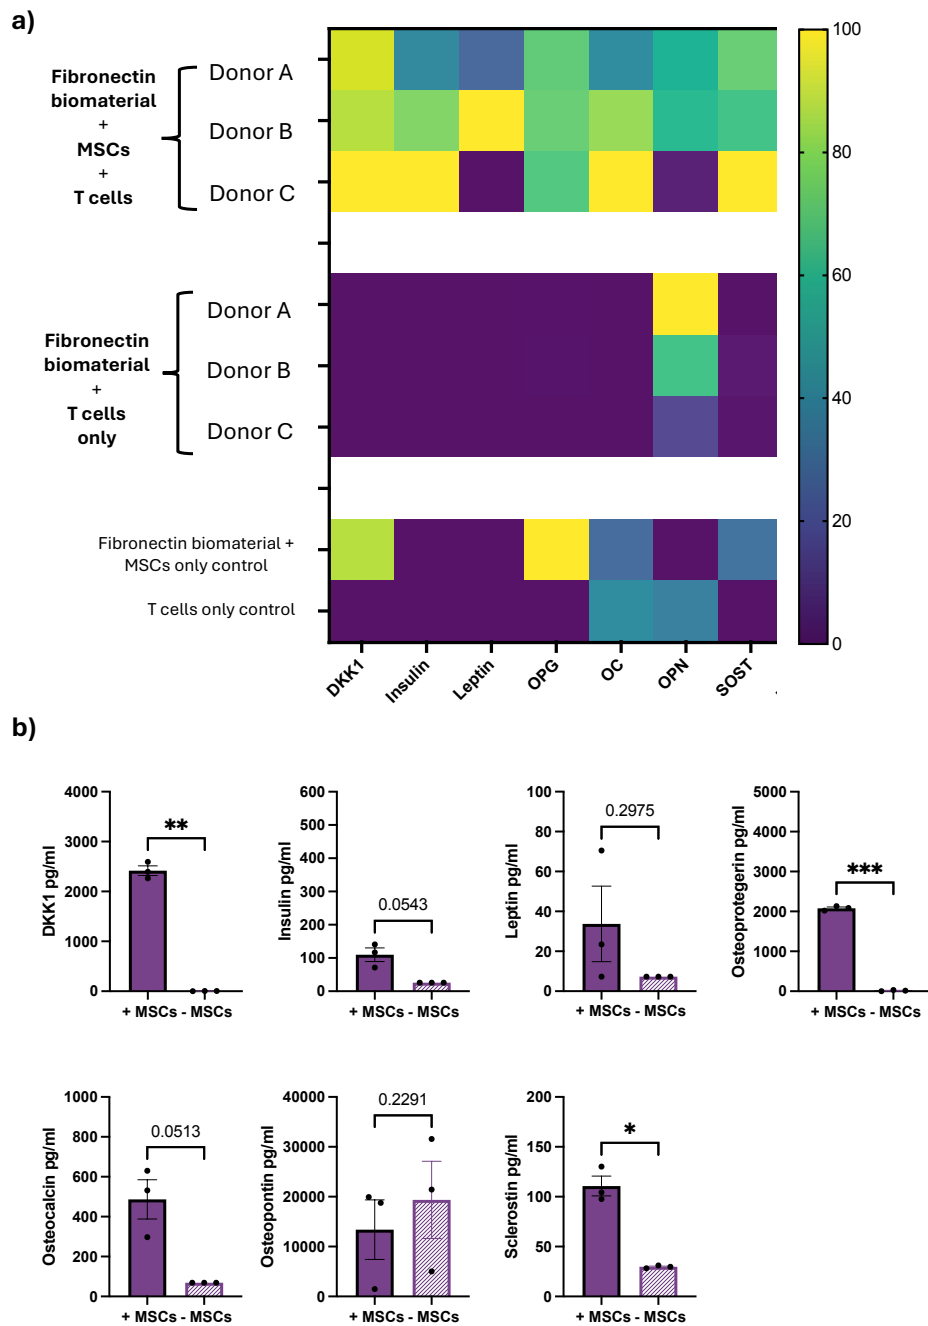 a)
Fibronectin
biomaterial
+
MSCs
+
T cells
Donor A
Donor B
Donor C
Fibronectin
biomaterial
+
T cells
only
Donor A
Donor B
Donor C
Fibronectin biomaterial +
MSCs only control
T cells only control
DKK1
Insulin
Leptin
OPG
OC
OPN
SOST
100
80
60
40
20
0
b)
DKK1 pg/ml
4000
3000
2000
1000
0
**
+ MSCs - MSCs
Insulin pg/ml
600
500
400
300
200
100
0
0.0543
+ MSCs - MSCs
Leptin pg/ml
100
80
60
40
20
0
0.2975
+ MSCs - MSCs
Osteoprotegerin pg/ml
5000
4000
3000
2000
1000
0
***
+ MSCs - MSCs
Osteocalcin pg/ml
1000
800
600
400
200
0
0.0513
+ MSCs - MSCs
Osteopontin pg/ml
40000
30000
20000
10000
0
0.2291
+ MSCs - MSCs
Sclerostin pg/ml
200
150
100
50
0
*
+ MSCs - MSCs